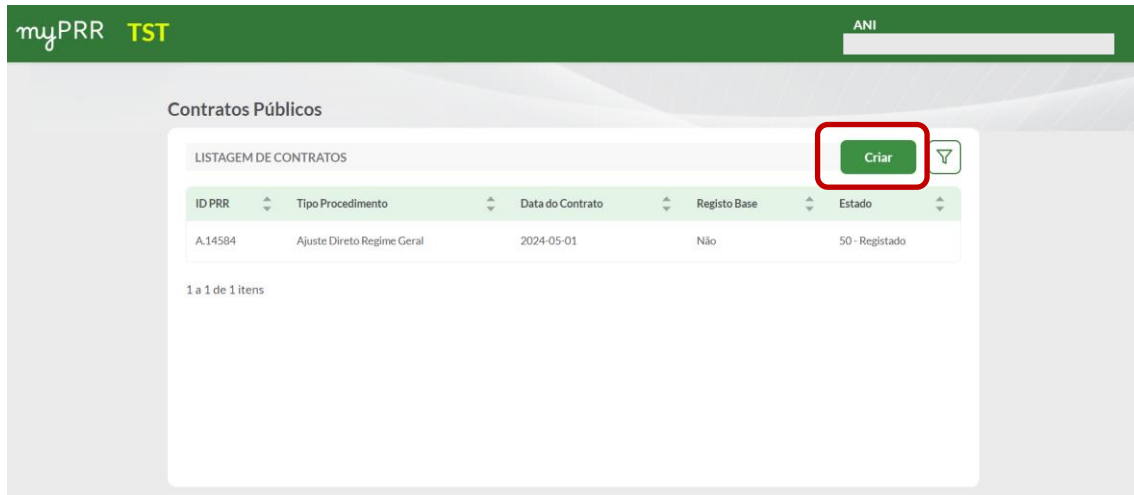 myPRR TST
ANI
Contratos Públicos
LISTAGEM DE CONTRATOS
Criar
ID PRR Tipo Procedimento Data do Contrato Registo Base Estado
A.14584 Ajuste Direto Regime Geral 2024-05-01 Não 50 - Registado
1 a 1 de 1 itens